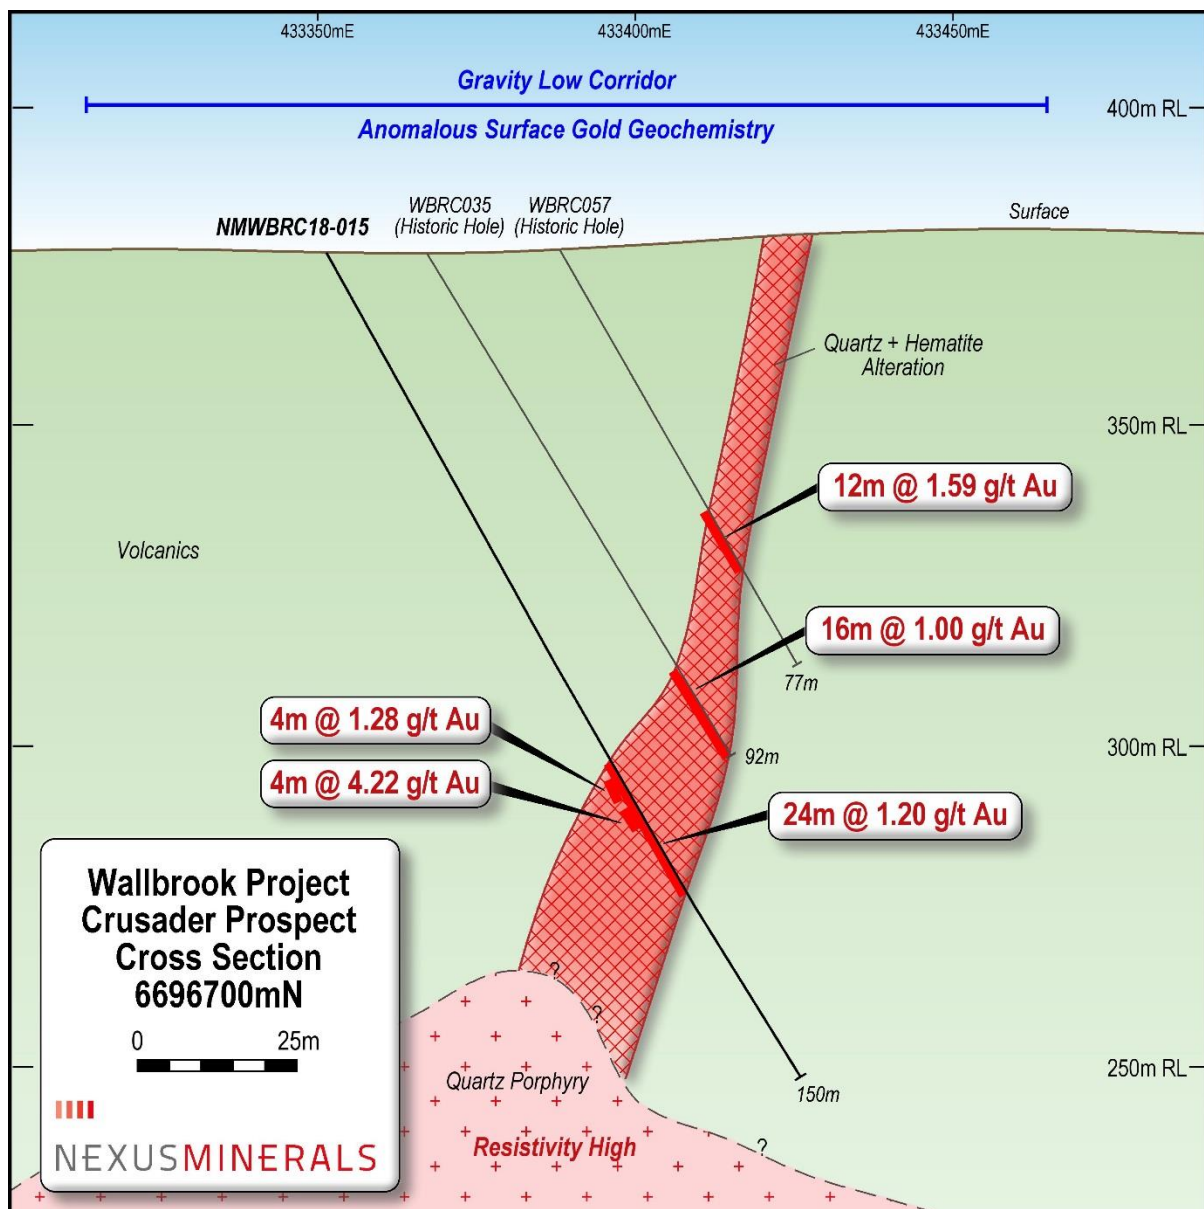 433350mE
433400mE
433450mE
Gravity Low Corridor
400m RL
Anomalous Surface Gold Geochemistry
NMWBRC18-015
WBRC035
(Historic Hole)
WBRC057
(Historic Hole)
Surface
Quartz + Hematite
Alteration
350m RL
12m @ 1.59 g/t Au
Volcanics
16m @ 1.00 g/t Au
77m
4m @ 1.28 g/t Au
92m
300m RL
4m @ 4.22 g/t Au
24m @ 1.20 g/t Au
Wallbrook Project
Crusader Prospect
Cross Section
6696700mN
0 25m
NEXUSMINERALS
?
?
Quartz Porphyry
150m
250m RL
Resistivity High
?